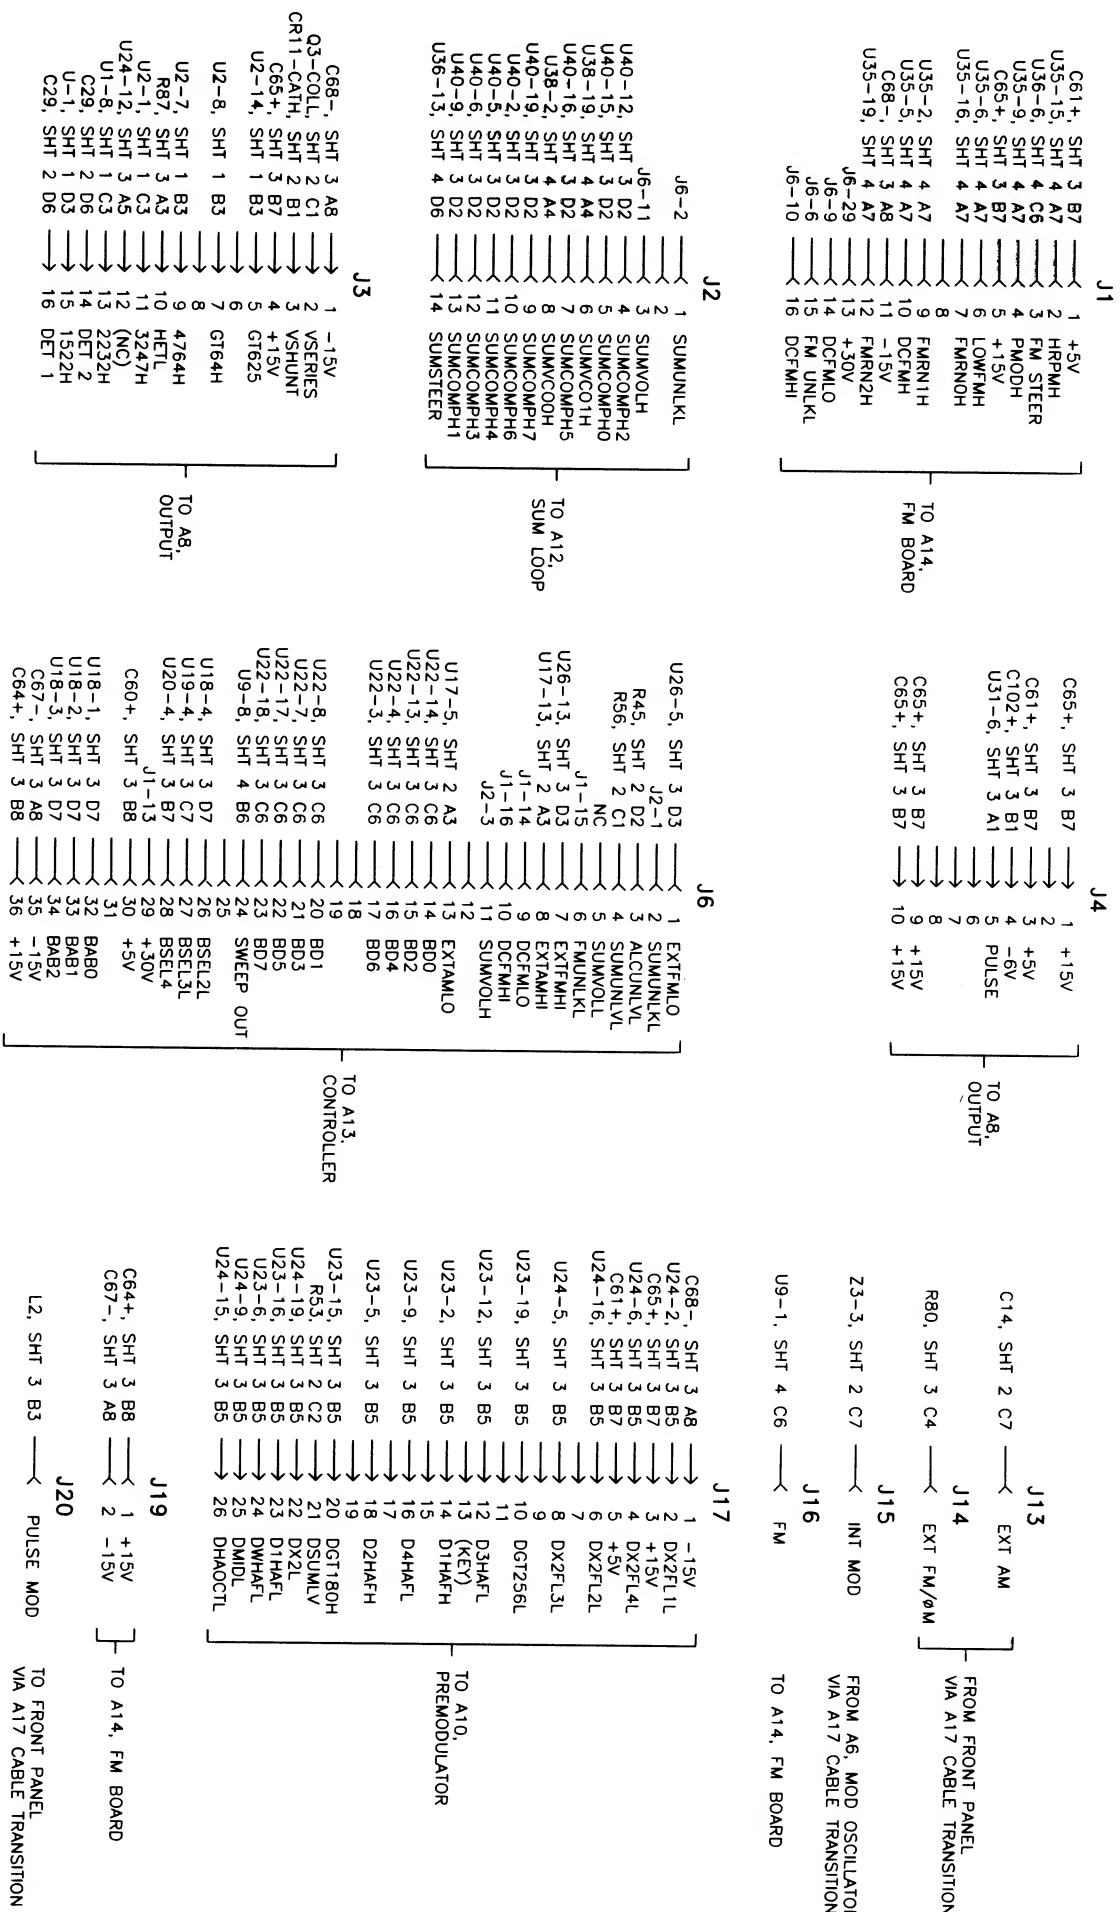 J1
C61+, SHT 3 B7 1 +5V
U35-15, SHT 4 A7 2 HRPMH
U36-6, SHT 4 C6 3 FM STEER
U35-9, SHT 4 A7 4 PMODH
C65+, SHT 3 B7 5 +15V
U35-6, SHT 4 A7 6 LOWFMH
U35-16, SHT 4 A7 7 FMRN0H
8
U35-2, SHT 4 A7 9 FMRN1H
U35-5, SHT 4 A7 10 DCFMH
C68-, SHT 3 A8 11 -15V
U35-19, SHT 4 A7 12 FMRN2H
J6-29 13 +30V
J6-9 14 DCFMLO
J6-6 15 FM UNLKL
J6-10 16 DCFMHI
TO A14,
FM BOARD
J2
J6-2 1 SUMUNLKL
2
J6-11 3 SUMVOLH
U40-12, SHT 3 D2 4 SUMCOMPH2
U40-15, SHT 3 D2 5 SUMCOMPH0
U38-19, SHT 4 A4 6 SUMVCO1H
U40-16, SHT 3 D2 7 SUMCOMPH5
U38-2, SHT 4 A4 8 SUMVCO0H
U40-19, SHT 3 D2 9 SUMCOMPH7
U40-2, SHT 3 D2 10 SUMCOMPH6
U40-5, SHT 3 D2 11 SUMCOMPH4
U40-6, SHT 3 D2 12 SUMCOMPH3
U40-9, SHT 3 D2 13 SUMCOMPH1
U36-13, SHT 4 D6 14 SUMSTEER
TO A12,
SUM LOOP
J3
C68-, SHT 3 A8 1 -15V
Q3-COLL, SHT 2 C1 2 VSERIES
CR11-CATH, SHT 2 B1 3 VSHUNT
C65+, SHT 3 B7 4 +15V
U2-14, SHT 1 B3 5 GT625
6
U2-8, SHT 1 B3 7 GT64H
8
U2-7, SHT 1 B3 9 4764H
R87, SHT 3 A3 10 HETL
U2-1, SHT 1 C3 11 3247H
U24-12, SHT 3 A5 12 (NC)
U1-8, SHT 1 C3 13 2232H
C29, SHT 2 D6 14 DET 2
U-1, SHT 1 D3 15 1522H
C29, SHT 2 D6 16 DET 1
TO A8,
OUTPUT
J4
C65+, SHT 3 B7 1 +15V
2
C61+, SHT 3 B7 3 +5V
C102+, SHT 3 B1 4 -6V
U31-6, SHT 3 A1 5 PULSE
6
7
8
C65+, SHT 3 B7 9 +15V
C65+, SHT 3 B7 10 +15V
TO A8,
OUTPUT
J6
U26-5, SHT 3 D3 1 EXTFMLO
J2-1 2 SUMUNLKL
R45, SHT 2 D2 3 ALCUNLVL
R56, SHT 2 C1 4 SUMUNLVL
NC 5 SUMVOLL
J1-15 6 FMUNLKL
U26-13, SHT 3 D3 7 EXTFMHI
U17-13, SHT 2 A3 8 EXTAMHI
J1-14 9 DCFMLO
J1-16 10 DCFMHI
J2-3 11 SUMVOLH
12
U17-5, SHT 2 A3 13 EXTAMLO
U22-14, SHT 3 C6 14 BD0
U22-13, SHT 3 C6 15 BD2
U22-4, SHT 3 C6 16 BD4
U22-3, SHT 3 C6 17 BD6
18
19
U22-8, SHT 3 C6 20 BD1
U22-7, SHT 3 C6 21 BD3
U22-17, SHT 3 C6 22 BD5
U22-18, SHT 3 C6 23 BD7
U9-8, SHT 4 B6 24 SWEEP OUT
25
U18-4, SHT 3 D7 26 BSEL2L
U19-4, SHT 3 C7 27 BSEL3L
U20-4, SHT 3 B7 28 BSEL4
J1-13 29 +30V
C60+, SHT 3 B8 30 +5V
31
U18-1, SHT 3 D7 32 BAB0
U18-2, SHT 3 D7 33 BAB1
U18-3, SHT 3 D7 34 BAB2
C67-, SHT 3 A8 35 -15V
C64+, SHT 3 B8 36 +15V
TO A13,
CONTROLLER
J13
C14, SHT 2 C7 EXT AM
J14
R80, SHT 3 C4 EXT FM/øM
FROM FRONT PANEL
VIA A17 CABLE TRANSITION
J15
Z3-3, SHT 2 C7 INT MOD
FROM A6, MOD OSCILLATOR
VIA A17 CABLE TRANSITION
J16
U9-1, SHT 4 C6 FM
TO A14, FM BOARD
J17
C68-, SHT 3 A8 1 -15V
U24-2, SHT 3 B5 2 DX2FL1L
C65+, SHT 3 B7 3 +15V
U24-6, SHT 3 B5 4 DX2FL4L
C61+, SHT 3 B7 5 +5V
U24-16, SHT 3 B5 6 DX2FL2L
7
U24-5, SHT 3 B5 8 DX2FL3L
9
U23-19, SHT 3 B5 10 DGT256L
11
U23-12, SHT 3 B5 12 D3HAFL
13 (KEY)
U23-2, SHT 3 B5 14 D1HAFH
15
U23-9, SHT 3 B5 16 D4HAFL
17
U23-5, SHT 3 B5 18 D2HAFH
19
U23-15, SHT 3 B5 20 DGT180H
R53, SHT 2 C2 21 DSUMLV
U24-19, SHT 3 B5 22 DX2L
U23-16, SHT 3 B5 23 D1HAFL
U23-6, SHT 3 B5 24 DWHAFL
U24-9, SHT 3 B5 25 DMIDL
U24-15, SHT 3 B5 26 DHAOCTL
TO A10,
PREMODULATOR
J19
C64+, SHT 3 B8 1 +15V
C67-, SHT 3 A8 2 -15V
TO A14, FM BOARD
J20
L2, SHT 3 B3 PULSE MOD
TO FRONT PANEL
VIA A17 CABLE TRANSITION